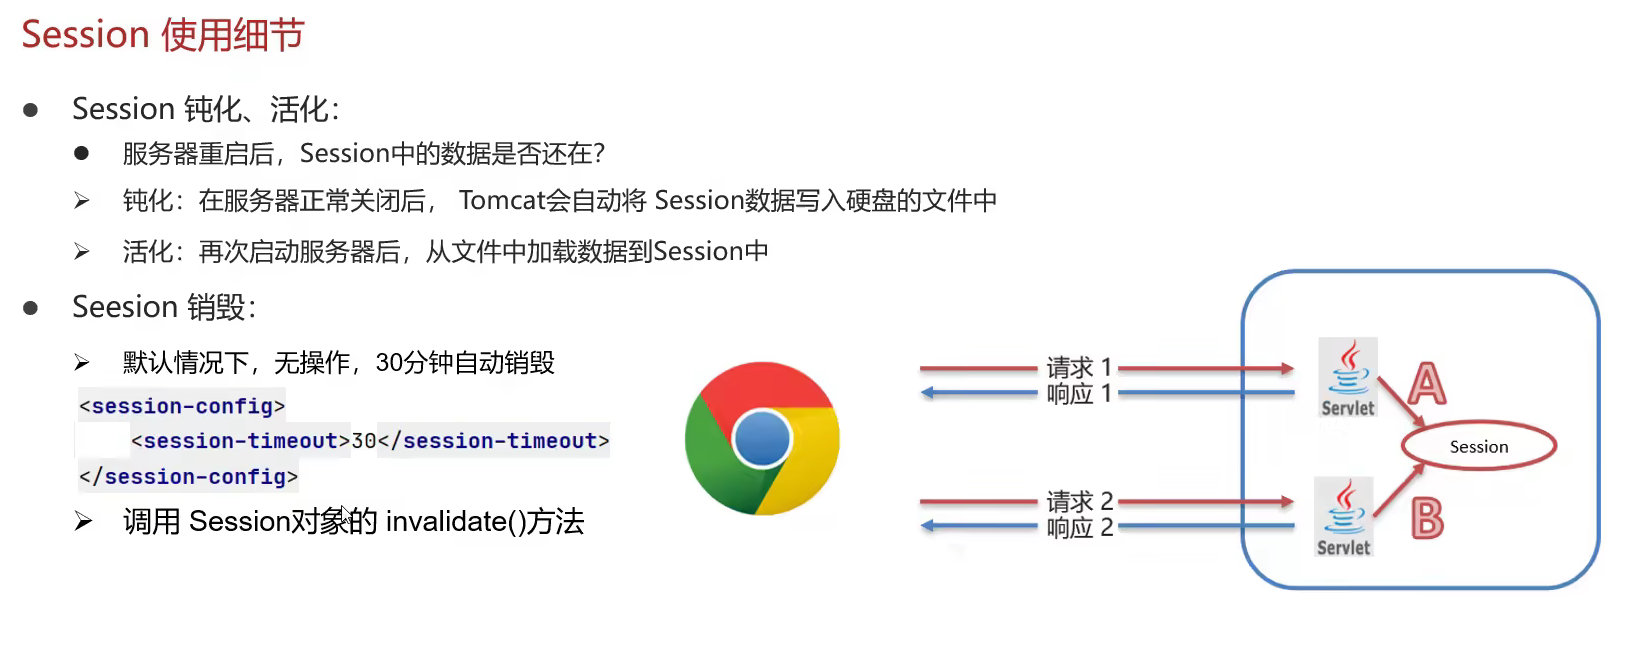 Session 使用细节
Session 钝化、活化：
服务器重启后，Session中的数据是否还在？
钝化：在服务器正常关闭后， Tomcat会自动将 Session数据写入硬盘的文件中
活化：再次启动服务器后，从文件中加载数据到Session中
Seesion 销毁：
默认情况下，无操作，30分钟自动销毁
<session-config>
<session-timeout>30</session-timeout>
</session-config>
调用 Session对象的 invalidate()方法
请求 1
响应 1
Servlet
A
Session
请求 2
响应 2
B
Servlet